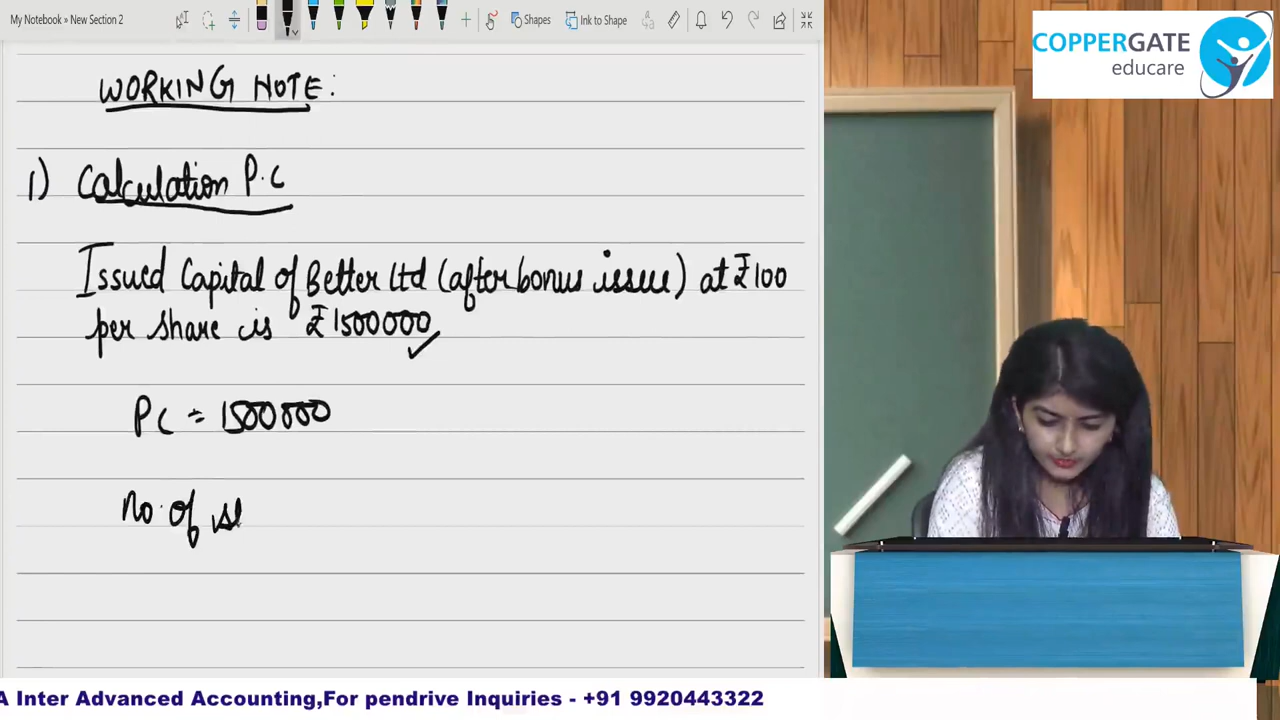 My Notebook » New Section 2
Shapes
Ink to Shape
COPPERGATE
educare
WORKING NOTE:
1) Calculation P.C
Issued Capital of Better Ltd (after bonus issue) at ₹100
per share is ₹1500000
PC = 1500000
No. of sh
A Inter Advanced Accounting,For pendrive Inquiries - +91 9920443322